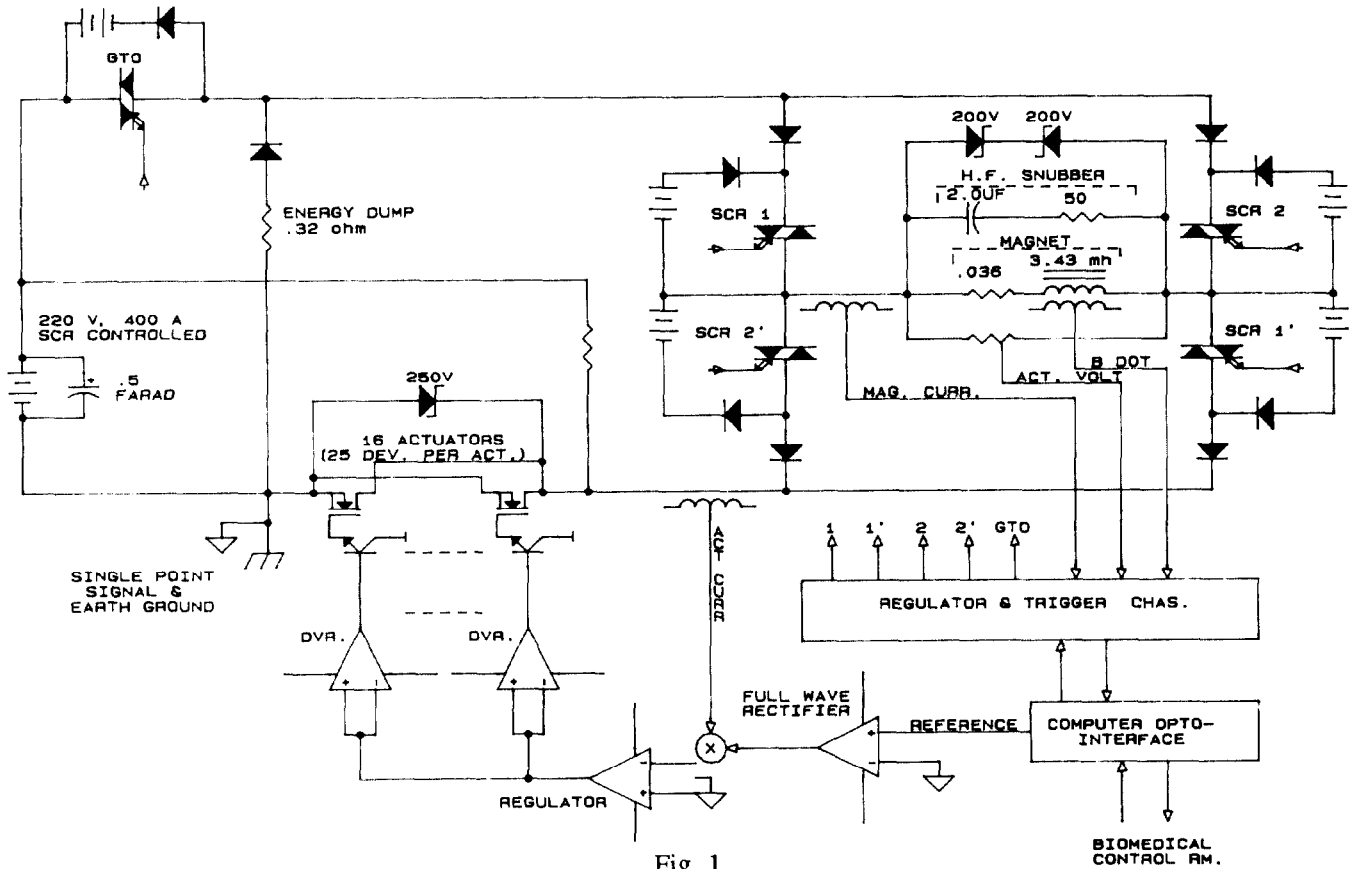 GTO
ENERGY DUMP
.32 ohm
220 V, 400 A
SCR CONTROLLED
.5
FARAD
250V
16 ACTUATORS
(25 DEV. PER ACT.)
SINGLE POINT
SIGNAL &
EARTH GROUND
DVR.
DVR.
+ -
+ -
REGULATOR
- +
ACT CURR
X
FULL WAVE
RECTIFIER
+ -
REFERENCE
COMPUTER OPTO-
INTERFACE
BIOMEDICAL
CONTROL RM.
REGULATOR & TRIGGER CHAS.
1 1' 2 2' GTO
MAG. CURR.
ACT. VOLT
B DOT
SCR 1
SCR 2'
SCR 2
SCR 1'
200V 200V
H.F. SNUBBER
2.0UF 50
MAGNET
.036 3.43 mh
Fig. 1